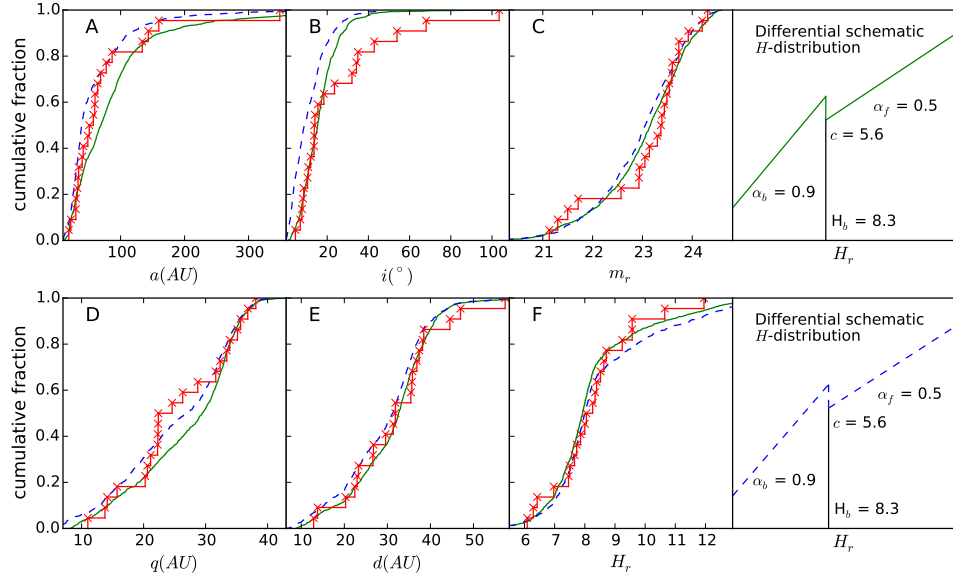 cumulative fraction
1.0
0.8
0.6
0.4
0.2
0.0
A
100
200
300
a(AU)
B
20
40
60
80
100
i(°)
C
21
22
23
24
m_r
Differential schematic
H-distribution
α_f = 0.5
c = 5.6
α_b = 0.9
H_b = 8.3
H_r
cumulative fraction
1.0
0.8
0.6
0.4
0.2
0.0
D
10
20
30
40
q(AU)
E
10
20
30
40
50
d(AU)
F
6
7
8
9
10
11
12
H_r
Differential schematic
H-distribution
α_f = 0.5
c = 5.6
α_b = 0.9
H_b = 8.3
H_r